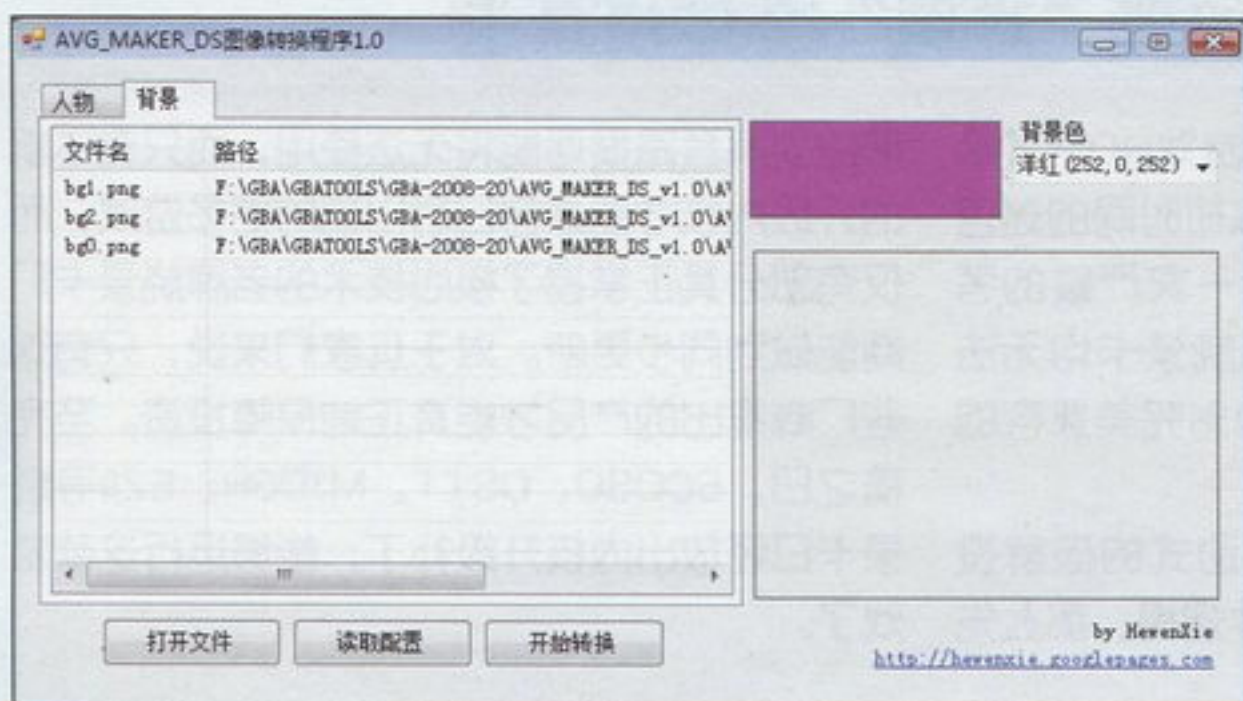 AVG_MAKER_DS图像转换程序1.0
人物 背景
文件名 路径
bg1.png F:\GBA\GBATOOLS\GBA-2008-20\AVG_MAKER_DS_v1.0\A
bg2.png F:\GBA\GBATOOLS\GBA-2008-20\AVG_MAKER_DS_v1.0\A
bg0.png F:\GBA\GBATOOLS\GBA-2008-20\AVG_MAKER_DS_v1.0\A
背景色
洋红(252,0,252)
打开文件 读取配置 开始转换
by HewenXie
http://hewenxie.googlepages.com